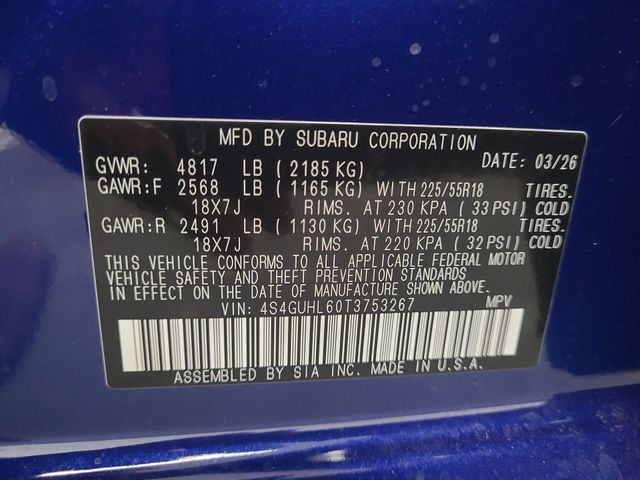 MFD BY SUBARU CORPORATION
GVWR: 4817 LB (2185 KG) DATE: 03/26
GAWR:F 2568 LB (1165 KG) WITH 225/55R18 TIRES.
18X7J RIMS. AT 230 KPA (33 PSI) COLD
GAWR:R 2491 LB (1130 KG) WITH 225/55R18 TIRES.
18X7J RIMS. AT 220 KPA (32 PSI) COLD
THIS VEHICLE CONFORMS TO ALL APPLICABLE FEDERAL MOTOR
VEHICLE SAFETY AND THEFT PREVENTION STANDARDS
IN EFFECT ON THE DATE OF MANUFACTURE SHOWN ABOVE.
VIN: 4S4GUHL60T3753267 MPV
ASSEMBLED BY SIA INC. MADE IN U.S.A.